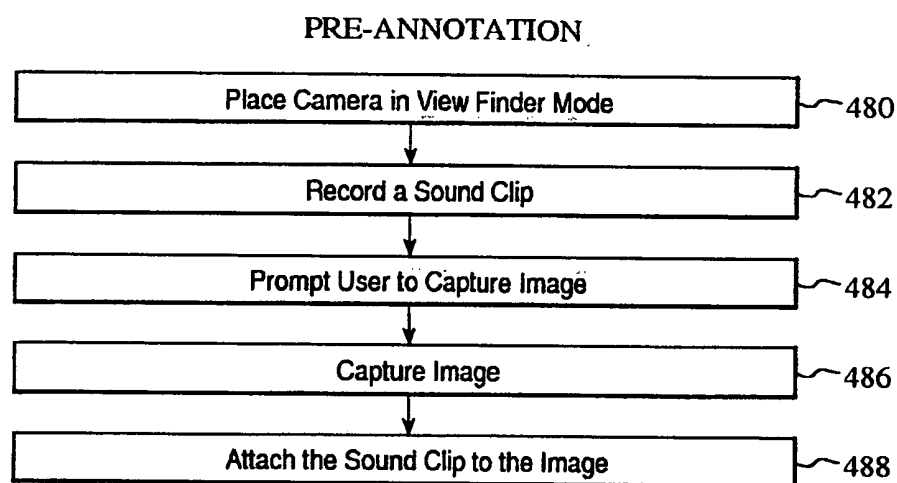 PRE-ANNOTATION
Place Camera in View Finder Mode 480
Record a Sound Clip 482
Prompt User to Capture Image 484
Capture Image 486
Attach the Sound Clip to the Image 488